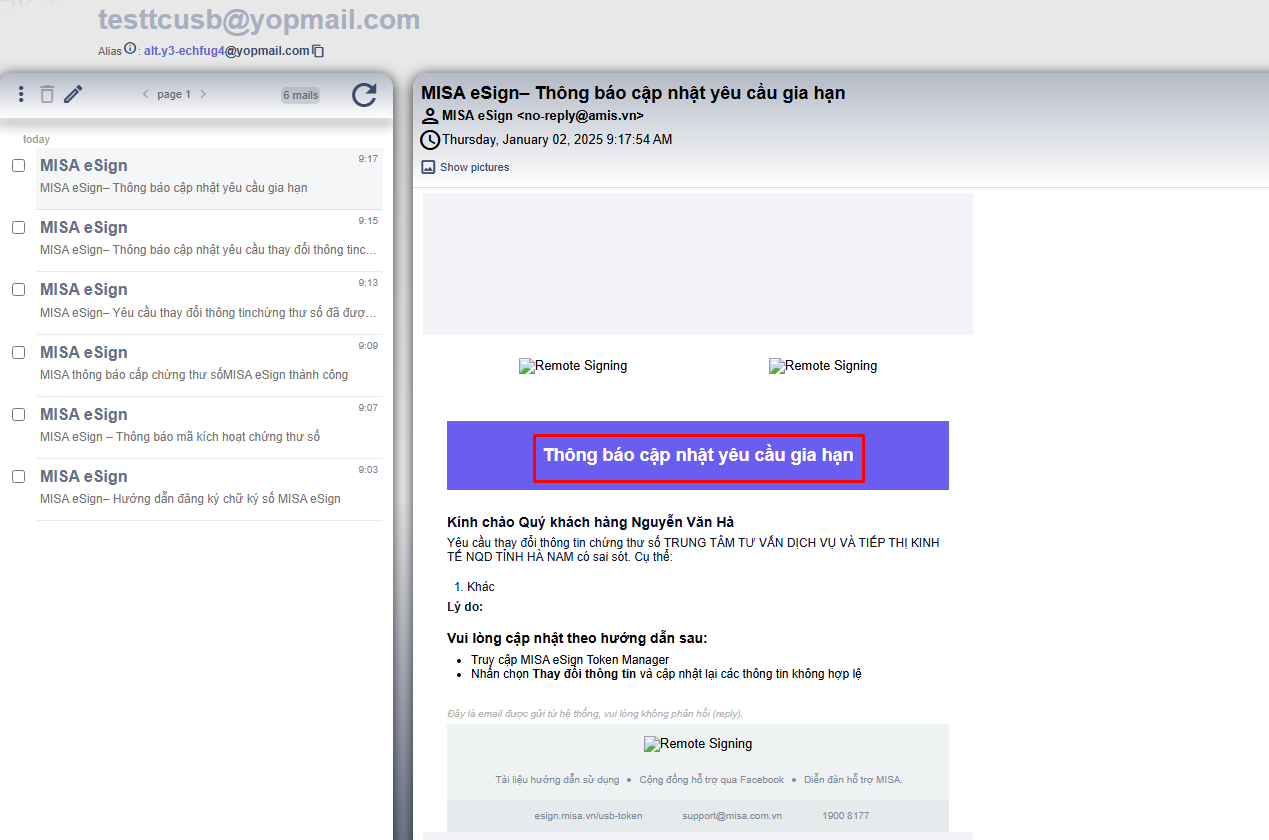 testtcusb@yopmail.com
Alias : alt.y3-echfug4@yopmail.com
page 1
6 mails
today
MISA eSign 9:17
MISA eSign– Thông báo cập nhật yêu cầu gia hạn
MISA eSign 9:15
MISA eSign– Thông báo cập nhật yêu cầu thay đổi thông tinc...
MISA eSign 9:13
MISA eSign– Yêu cầu thay đổi thông tinchứng thư số đã đượ...
MISA eSign 9:09
MISA thông báo cấp chứng thư sốMISA eSign thành công
MISA eSign 9:07
MISA eSign – Thông báo mã kích hoạt chứng thư số
MISA eSign 9:03
MISA eSign– Hướng dẫn đăng ký chữ ký số MISA eSign
MISA eSign– Thông báo cập nhật yêu cầu gia hạn
MISA eSign <no-reply@amis.vn>
Thursday, January 02, 2025 9:17:54 AM
Show pictures
Remote Signing Remote Signing
Thông báo cập nhật yêu cầu gia hạn
Kính chào Quý khách hàng Nguyễn Văn Hà
Yêu cầu thay đổi thông tin chứng thư số TRUNG TÂM TƯ VẤN DỊCH VỤ VÀ TIẾP THỊ KINH
TẾ NQD TỈNH HÀ NAM có sai sót. Cụ thể:
1. Khác
Lý do:
Vui lòng cập nhật theo hướng dẫn sau:
• Truy cập MISA eSign Token Manager
• Nhấn chọn Thay đổi thông tin và cập nhật lại các thông tin không hợp lệ
Đây là email được gửi từ hệ thống, vui lòng không phản hồi (reply).
Remote Signing
Tài liệu hướng dẫn sử dụng • Cộng đồng hỗ trợ qua Facebook • Diễn đàn hỗ trợ MISA
esign.misa.vn/usb-token support@misa.com.vn 1900 8177